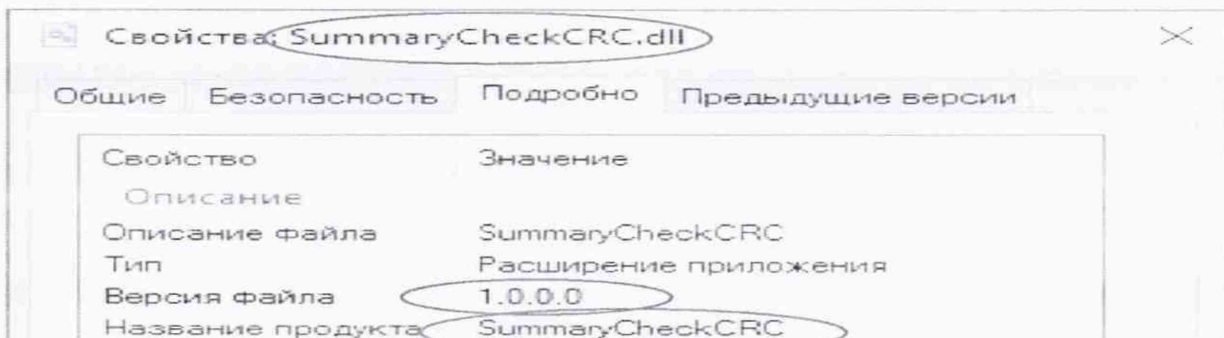 Свойства: SummaryCheckCRC.dll
Общие Безопасность Подробно Предыдущие версии
Свойство Значение
Описание
Описание файла SummaryCheckCRC
Тип Расширение приложения
Версия файла 1.0.0.0
Название продукта SummaryCheckCRC